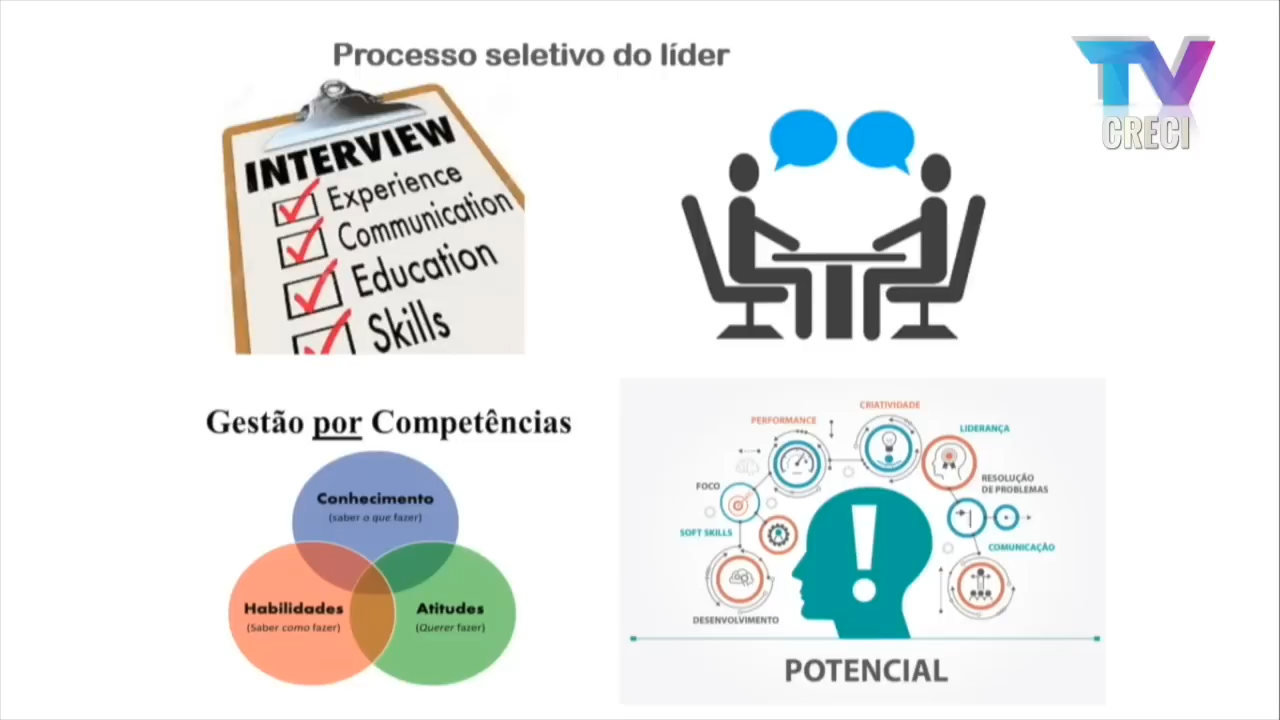 Processo seletivo do líder
TV
CRECI
INTERVIEW
Experience
Communication
Education
Skills
Gestão por Competências
Conhecimento
(saber o que fazer)
Habilidades
(Saber como fazer)
Atitudes
(Querer fazer)
PERFORMANCE
CRIATIVIDADE
LIDERANÇA
FOCO
RESOLUÇÃO
DE PROBLEMAS
SOFT SKILLS
COMUNICAÇÃO
DESENVOLVIMENTO
POTENCIAL